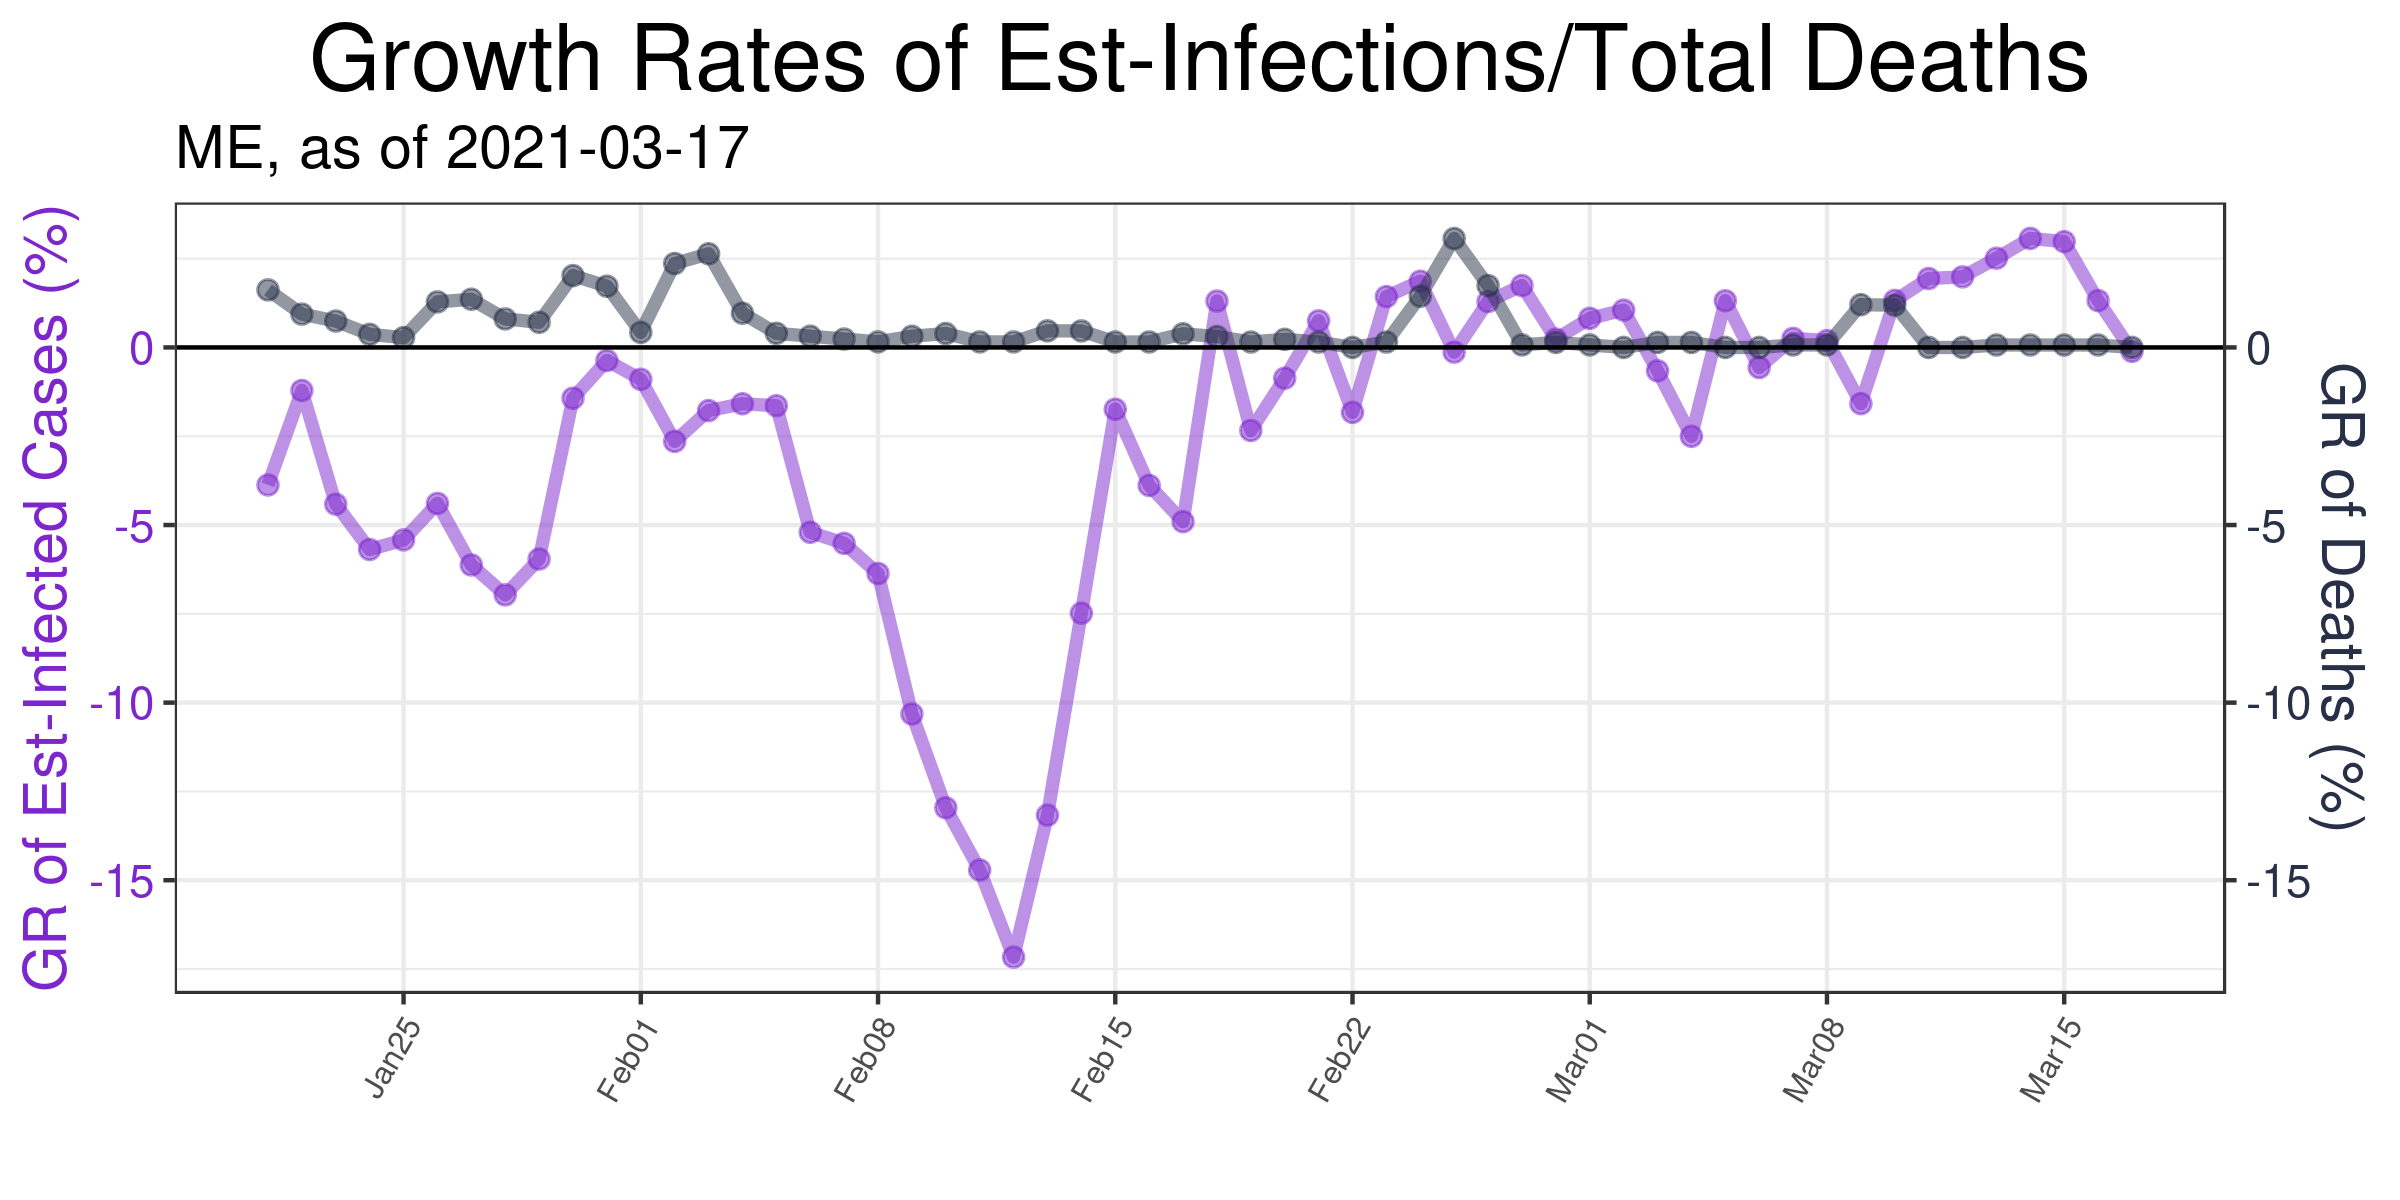 Growth Rates of Est-Infections/Total Deaths
ME, as of 2021-03-17
GR of Est-Infected Cases (%)
0
-5
-10
-15
0
-5
-10
-15
GR of Deaths (%)
Jan25
Feb01
Feb08
Feb15
Feb22
Mar01
Mar08
Mar15